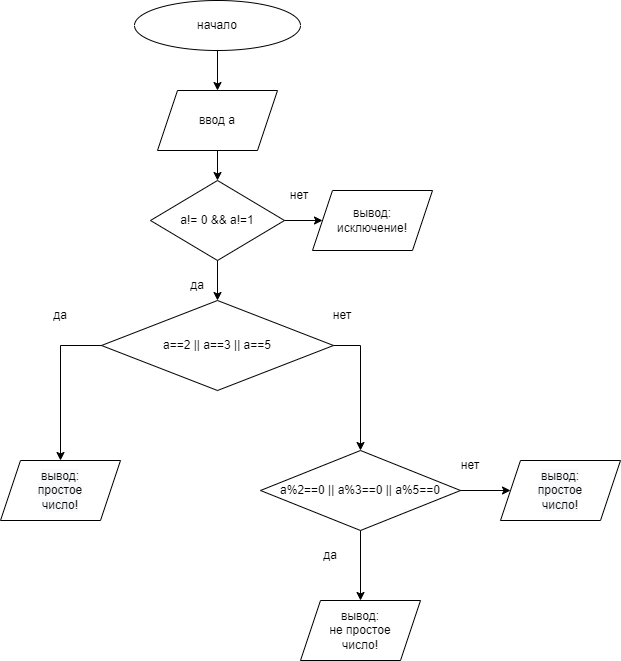 начало
ввод а
a!= 0 && a!=1
нет
вывод:
исключение!
да
да
нет
a==2 || a==3 || a==5
вывод:
простое
число!
a%2==0 || a%3==0 || a%5==0
нет
вывод:
простое
число!
да
вывод:
не простое
число!